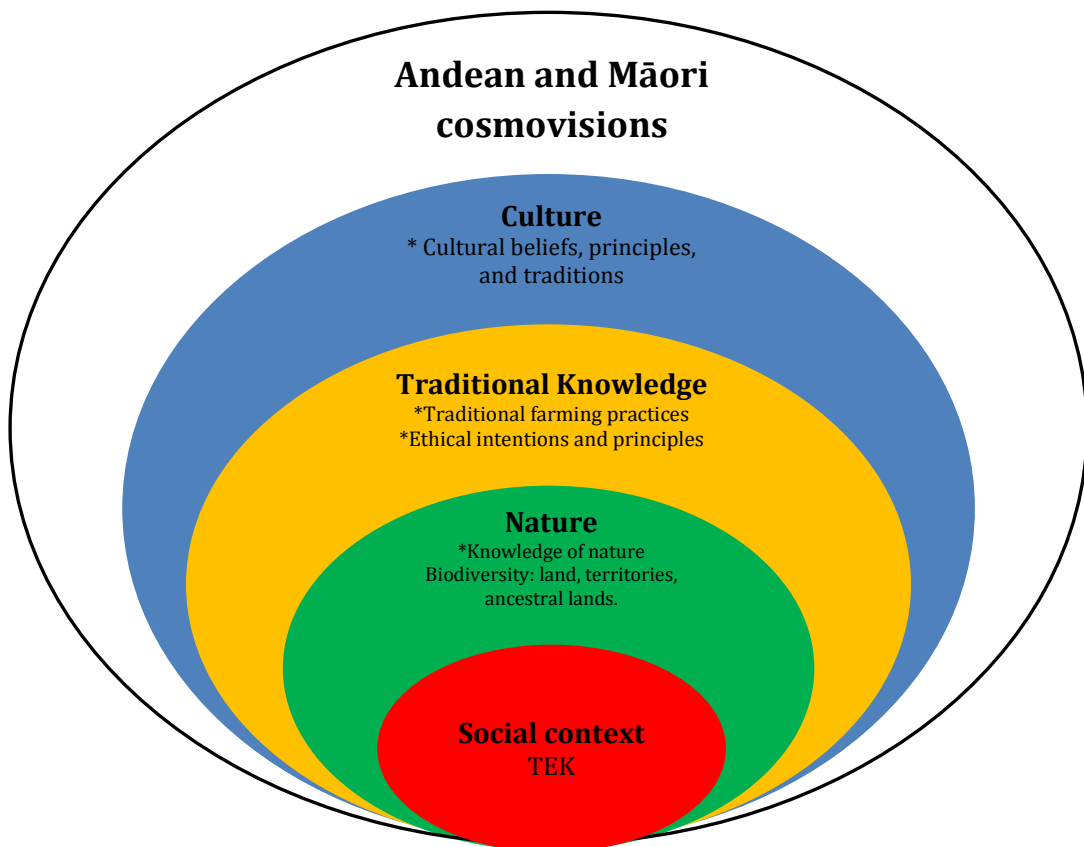 Andean and Māori
cosmovisions
Culture
* Cultural beliefs, principles,
and traditions
Traditional Knowledge
*Traditional farming practices
*Ethical intentions and principles
Nature
*Knowledge of nature
Biodiversity: land, territories,
ancestral lands.
Social context
TEK